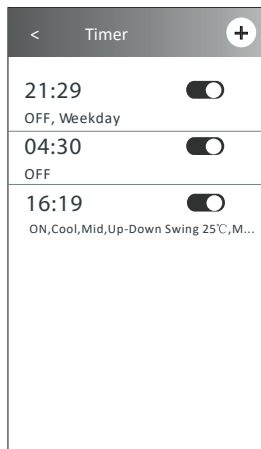 < Timer +
21:29
OFF, Weekday
04:30
OFF
16:19
ON,Cool,Mid,Up-Down Swing 25℃,M...